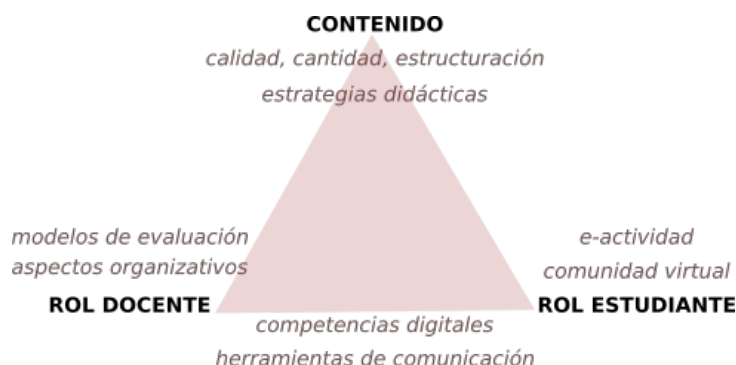 CONTENIDO
calidad, cantidad, estructuración
estrategias didácticas
modelos de evaluación
aspectos organizativos
ROL DOCENTE
e-actividad
comunidad virtual
ROL ESTUDIANTE
competencias digitales
herramientas de comunicación